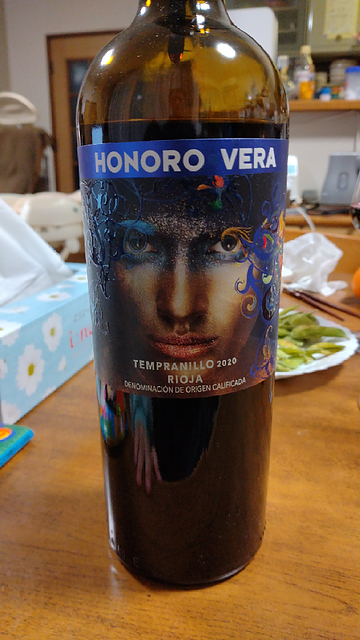 HONORO VERA
TEMPRANILLO 2020
RIOJA
DENOMINACIÓN DE ORIGEN CALIFICADA